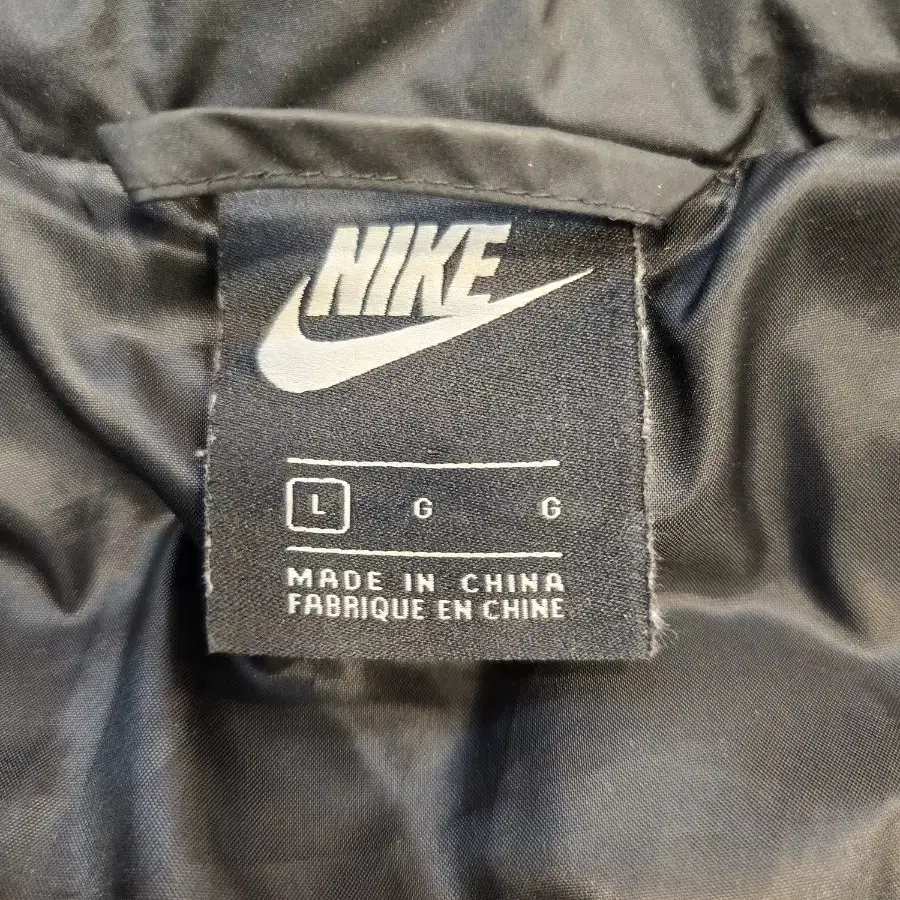 NIKE
L G G
MADE IN CHINA
FABRIQUE EN CHINE